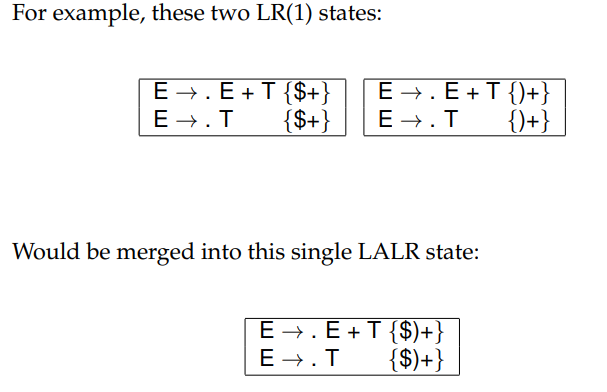 For example, these two LR(1) states:
E → . E + T {$+} E → . E + T {)+}
E → . T {$+} E → . T {)+}
Would be merged into this single LALR state:
E → . E + T {$)+}
E → . T {$)+}